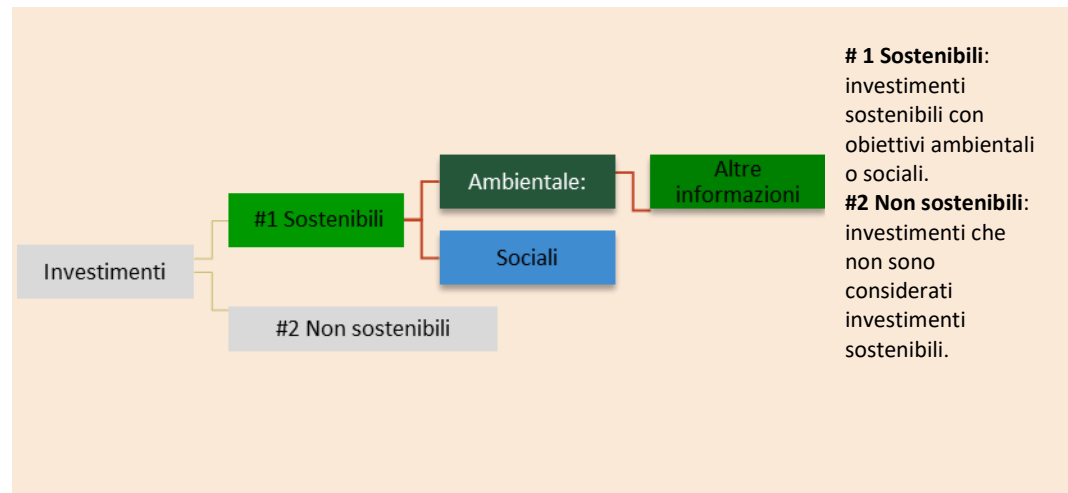 Investimenti
#1 Sostenibili
#2 Non sostenibili
Ambientale:
Sociali
Altre
informazioni
# 1 Sostenibili:
investimenti
sostenibili con
obiettivi ambientali
o sociali.
#2 Non sostenibili:
investimenti che
non sono
considerati
investimenti
sostenibili.